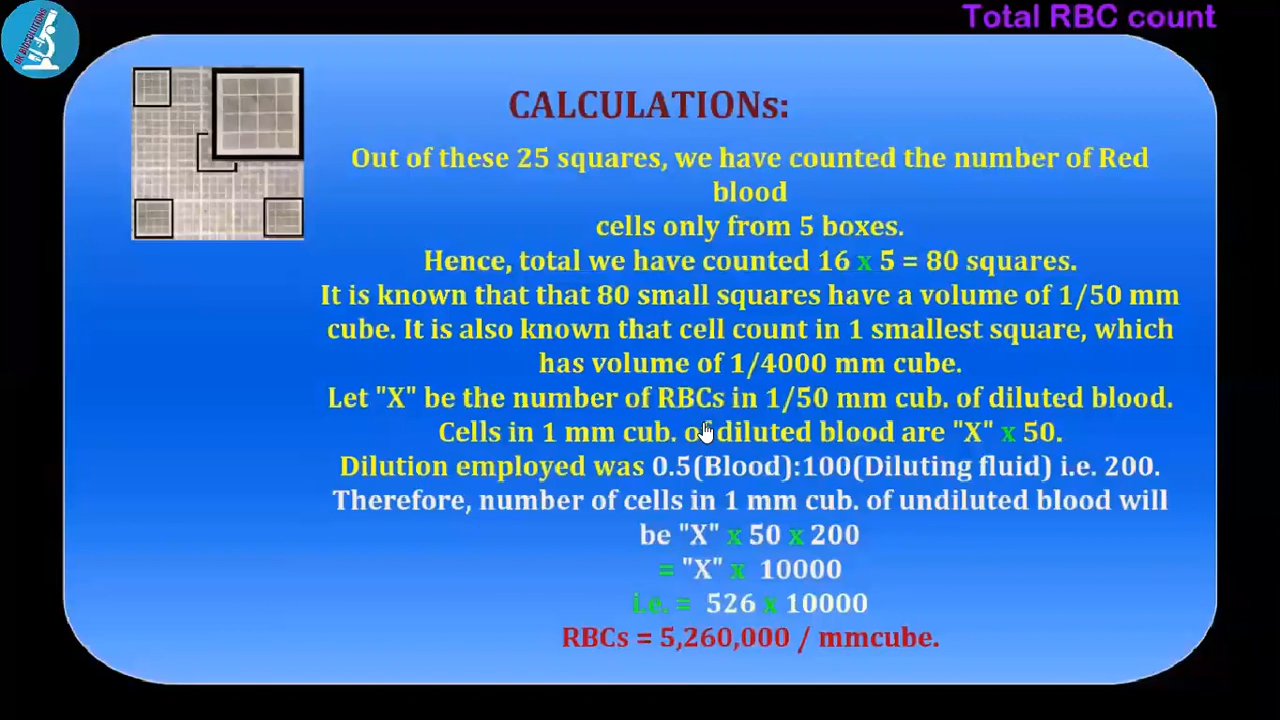 Total RBC count
DK BIOSOLUTIONS
CALCULATIONs:
Out of these 25 squares, we have counted the number of Red
blood
cells only from 5 boxes.
Hence, total we have counted 16 x 5 = 80 squares.
It is known that that 80 small squares have a volume of 1/50 mm
cube. It is also known that cell count in 1 smallest square, which
has volume of 1/4000 mm cube.
Let "X" be the number of RBCs in 1/50 mm cub. of diluted blood.
Cells in 1 mm cub. of diluted blood are "X" x 50.
Dilution employed was 0.5(Blood):100(Diluting fluid) i.e. 200.
Therefore, number of cells in 1 mm cub. of undiluted blood will
be "X" x 50 x 200
= "X" x 10000
i.e. = 526 x 10000
RBCs = 5,260,000 / mmcube.